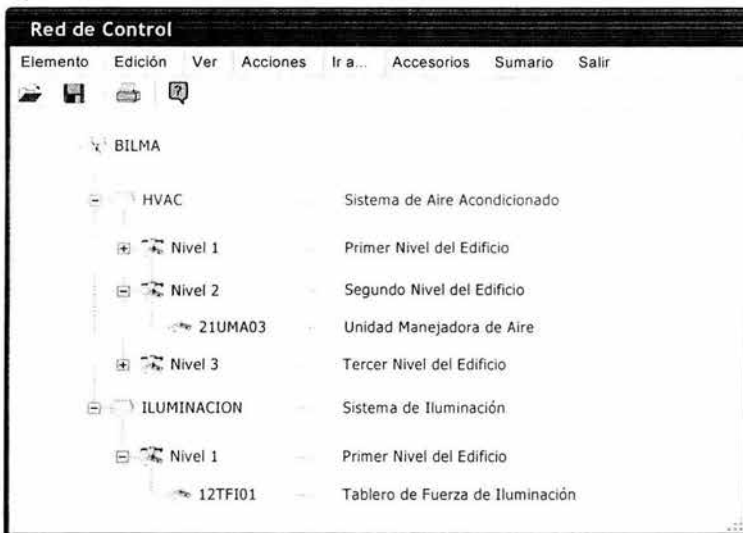 Red de Control
Elemento Edición Ver Acciones Ir a... Accesorios Sumario Salir
BILMA
HVAC Sistema de Aire Acondicionado
Nivel 1 Primer Nivel del Edificio
Nivel 2 Segundo Nivel del Edificio
21UMA03 Unidad Manejadora de Aire
Nivel 3 Tercer Nivel del Edificio
ILUMINACION Sistema de Iluminación
Nivel 1 Primer Nivel del Edificio
12TFI01 Tablero de Fuerza de Iluminación